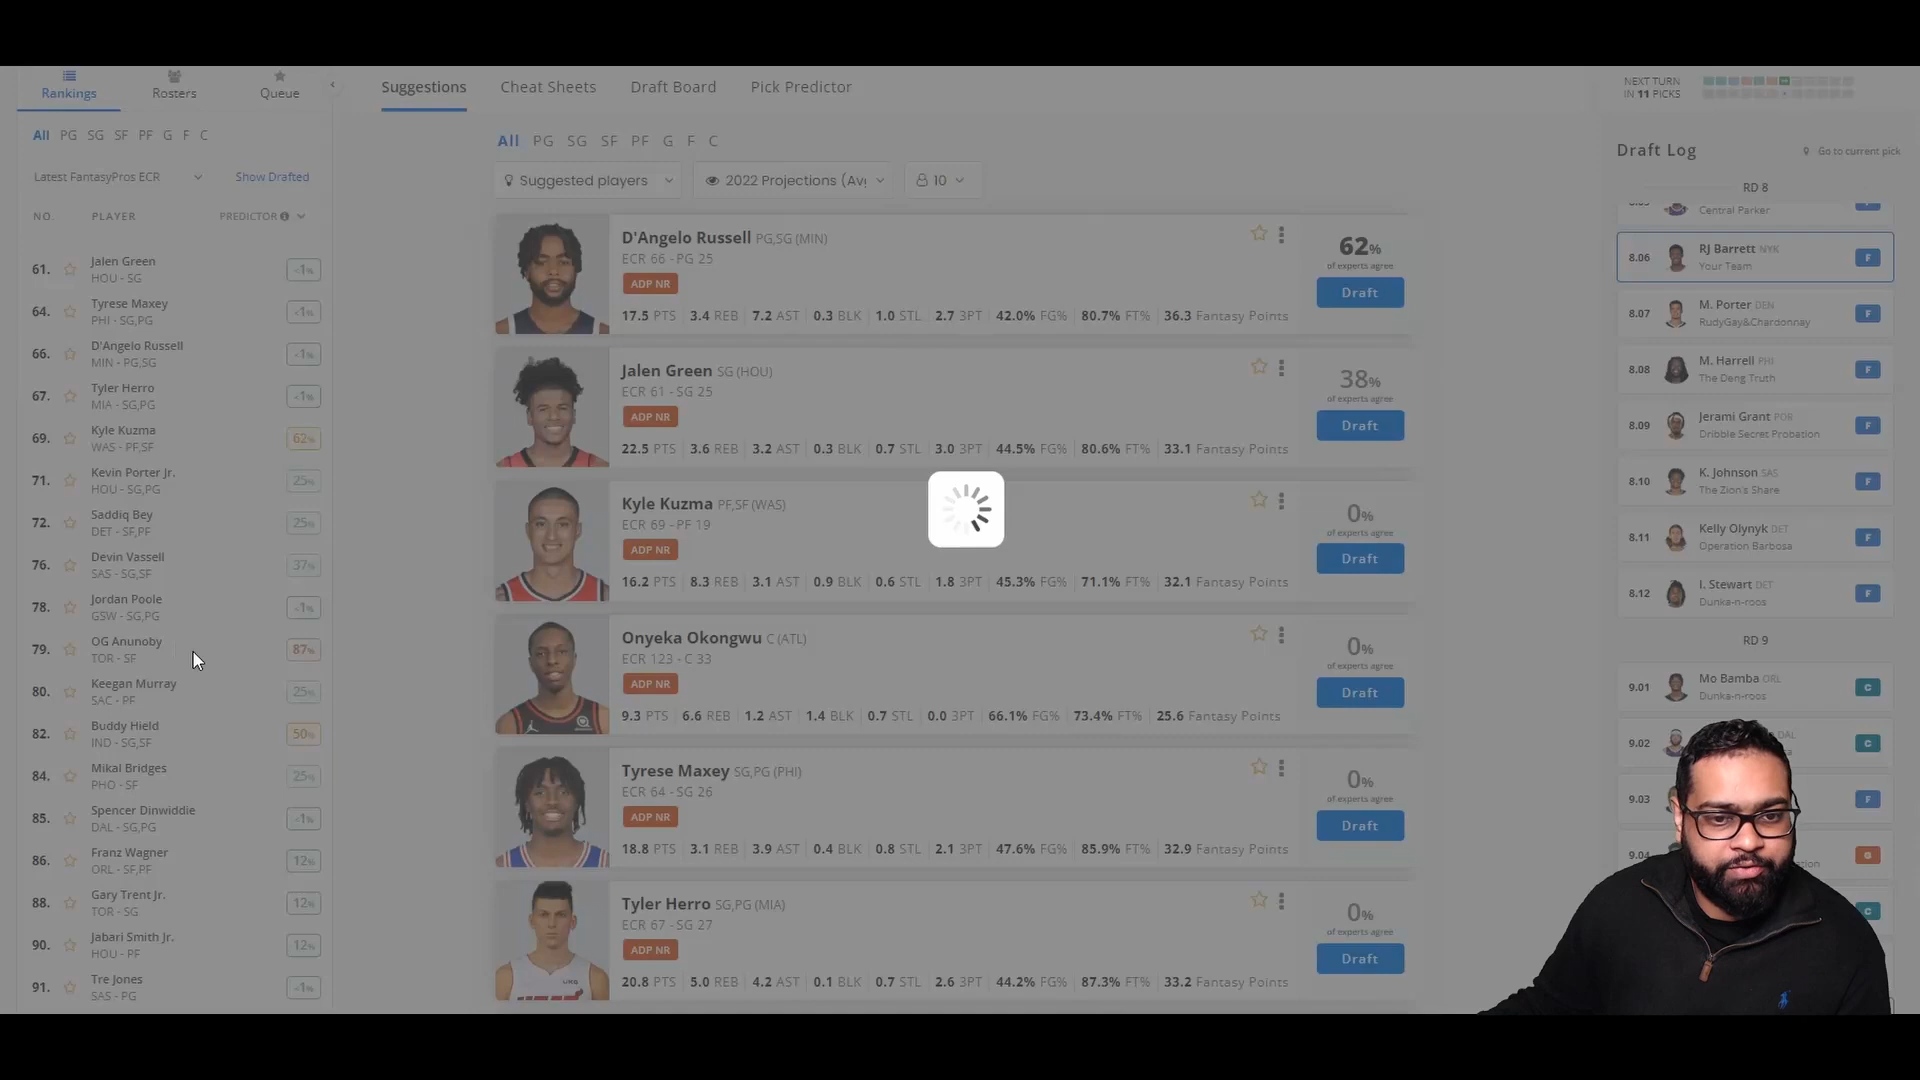 Rankings
Rosters
Queue
All PG SG SF PF G F C
Latest FantasyPros ECR
Show Drafted
NO. PLAYER PREDICTOR
61. Jalen Green <1%
HOU - SG
64. Tyrese Maxey <1%
PHI - SG,PG
66. D'Angelo Russell <1%
MIN - PG,SG
67. Tyler Herro <1%
MIA - SG,PG
69. Kyle Kuzma 62%
WAS - PF,SF
71. Kevin Porter Jr. 25%
HOU - SG,PG
72. Saddiq Bey 25%
DET - SF,PF
76. Devin Vassell 37%
SAS - SG,SF
78. Jordan Poole <1%
GSW - SG,PG
79. OG Anunoby 87%
TOR - SF
80. Keegan Murray 25%
SAC - PF
82. Buddy Hield 50%
IND - SG,SF
84. Mikal Bridges 25%
PHO - SF
85. Spencer Dinwiddie <1%
DAL - SG,PG
86. Franz Wagner 12%
ORL - SF,PF
88. Gary Trent Jr. 12%
TOR - SG
90. Jabari Smith Jr. 12%
HOU - PF
91. Tre Jones <1%
SAS - PG
Suggestions
Cheat Sheets
Draft Board
Pick Predictor
All PG SG SF PF G F C
Suggested players
2022 Projections (Av
10
D'Angelo Russell PG,SG (MIN)
ECR 66 - PG 25
ADP NR
17.5 PTS 3.4 REB 7.2 AST 0.3 BLK 1.0 STL 2.7 3PT 42.0% FG% 80.7% FT% 36.3 Fantasy Points
62%
of experts agree
Draft
Jalen Green SG (HOU)
ECR 61 - SG 25
ADP NR
22.5 PTS 3.6 REB 3.2 AST 0.3 BLK 0.7 STL 3.0 3PT 44.5% FG% 80.6% FT% 33.1 Fantasy Points
38%
of experts agree
Draft
Kyle Kuzma PF,SF (WAS)
ECR 69 - PF 19
ADP NR
16.2 PTS 8.3 REB 3.1 AST 0.9 BLK 0.6 STL 1.8 3PT 45.3% FG% 71.1% FT% 32.1 Fantasy Points
0%
of experts agree
Draft
Onyeka Okongwu C (ATL)
ECR 123 - C 33
ADP NR
9.3 PTS 6.6 REB 1.2 AST 1.4 BLK 0.7 STL 0.0 3PT 66.1% FG% 73.4% FT% 25.6 Fantasy Points
0%
of experts agree
Draft
Tyrese Maxey SG,PG (PHI)
ECR 64 - SG 26
ADP NR
18.8 PTS 3.1 REB 3.9 AST 0.4 BLK 0.8 STL 2.1 3PT 47.6% FG% 85.9% FT% 32.9 Fantasy Points
0%
of experts agree
Draft
Tyler Herro SG,PG (MIA)
ECR 67 - SG 27
ADP NR
20.8 PTS 5.0 REB 4.2 AST 0.1 BLK 0.7 STL 2.6 3PT 44.2% FG% 87.3% FT% 33.2 Fantasy Points
0%
of experts agree
Draft
NEXT TURN
IN 11 PICKS
Draft Log
Go to current pick
RD 8
Central Parker
8.06 RJ Barrett NYK F
Your Team
8.07 M. Porter DEN F
RudyGay&Chardonnay
8.08 M. Harrell PHI F
The Deng Truth
8.09 Jerami Grant POR F
Dribble Secret Probation
8.10 K. Johnson SAS F
The Zion's Share
8.11 Kelly Olynyk DET F
Operation Barbosa
8.12 I. Stewart DET F
Dunka-n-roos
RD 9
9.01 Mo Bamba ORL C
Dunka-n-roos
9.02 DAL C
9.03 F
9.04 G
C